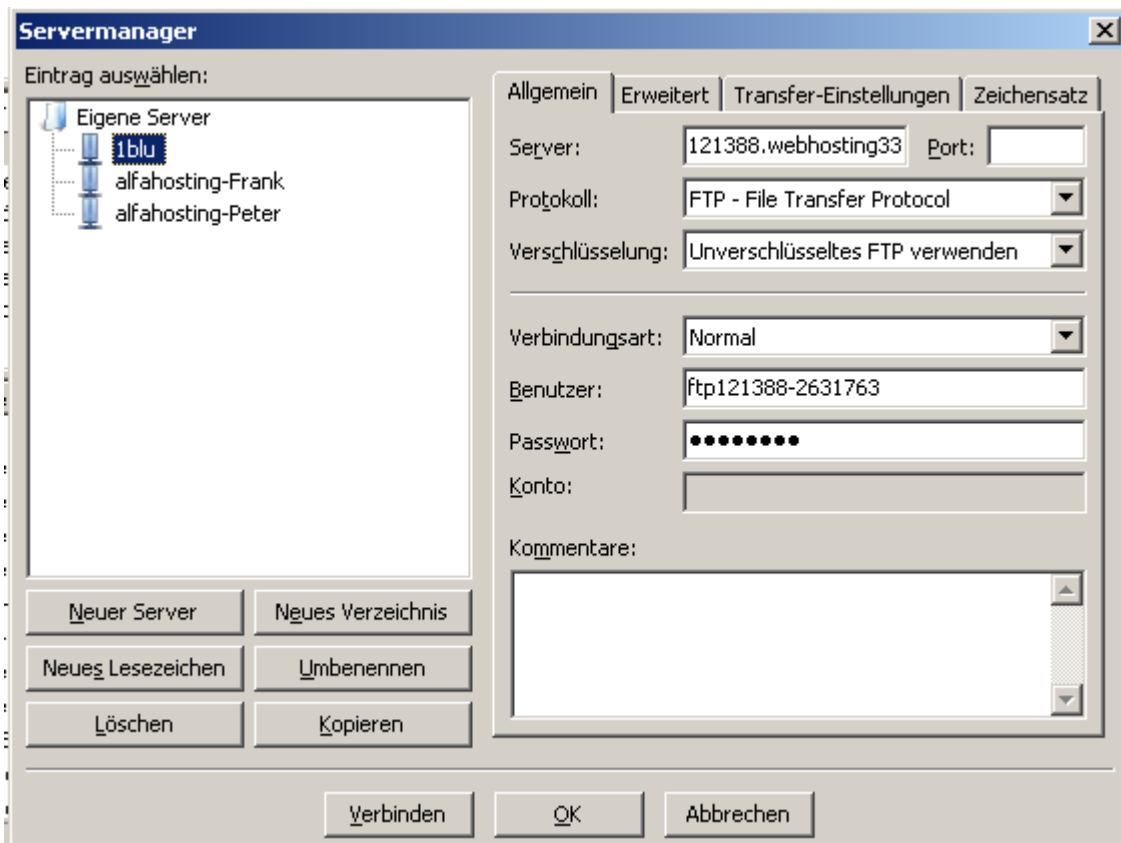 Servermanager
Eintrag auswählen:
Eigene Server
1blu
alfahosting-Frank
alfahosting-Peter
Neuer Server Neues Verzeichnis
Neues Lesezeichen Umbenennen
Löschen Kopieren
Allgemein Erweitert Transfer-Einstellungen Zeichensatz
Server: 121388.webhosting33 Port:
Protokoll: FTP - File Transfer Protocol
Verschlüsselung: Unverschlüsseltes FTP verwenden
Verbindungsart: Normal
Benutzer: ftp121388-2631763
Passwort: ●●●●●●●●
Konto:
Kommentare:
Verbinden OK Abbrechen